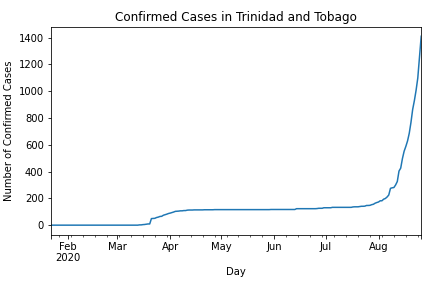 Confirmed Cases in Trinidad and Tobago
Number of Confirmed Cases
1400
1200
1000
800
600
400
200
0
Feb Mar Apr May Jun Jul Aug
2020
Day